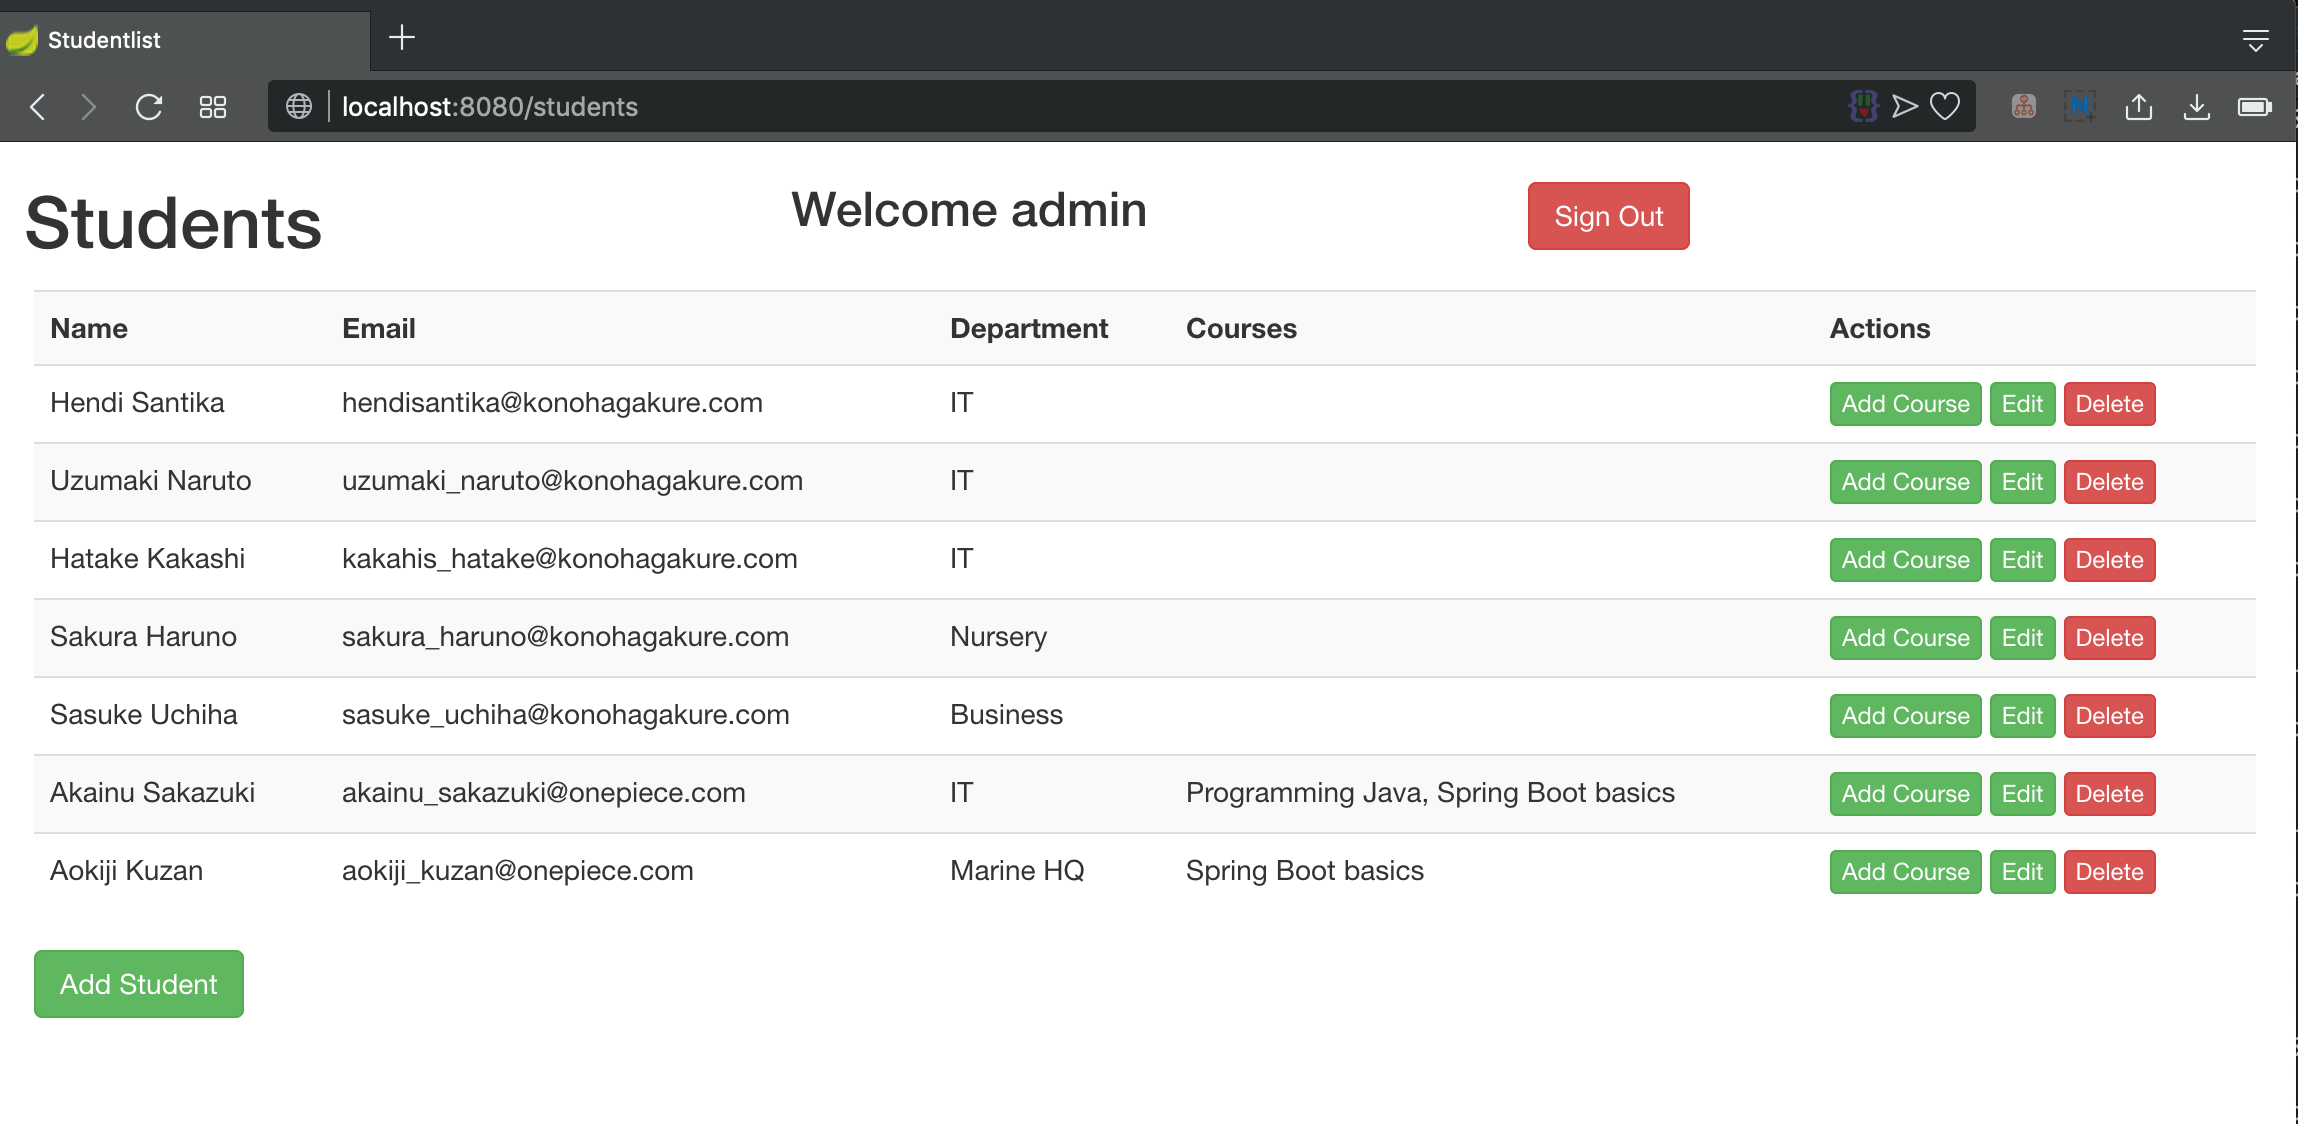 Studentlist
localhost:8080/students
Students Welcome admin Sign Out
Name Email Department Courses Actions
Hendi Santika hendisantika@konohagakure.com IT Add Course Edit Delete
Uzumaki Naruto uzumaki_naruto@konohagakure.com IT Add Course Edit Delete
Hatake Kakashi kakahis_hatake@konohagakure.com IT Add Course Edit Delete
Sakura Haruno sakura_haruno@konohagakure.com Nursery Add Course Edit Delete
Sasuke Uchiha sasuke_uchiha@konohagakure.com Business Add Course Edit Delete
Akainu Sakazuki akainu_sakazuki@onepiece.com IT Programming Java, Spring Boot basics Add Course Edit Delete
Aokiji Kuzan aokiji_kuzan@onepiece.com Marine HQ Spring Boot basics Add Course Edit Delete
Add Student